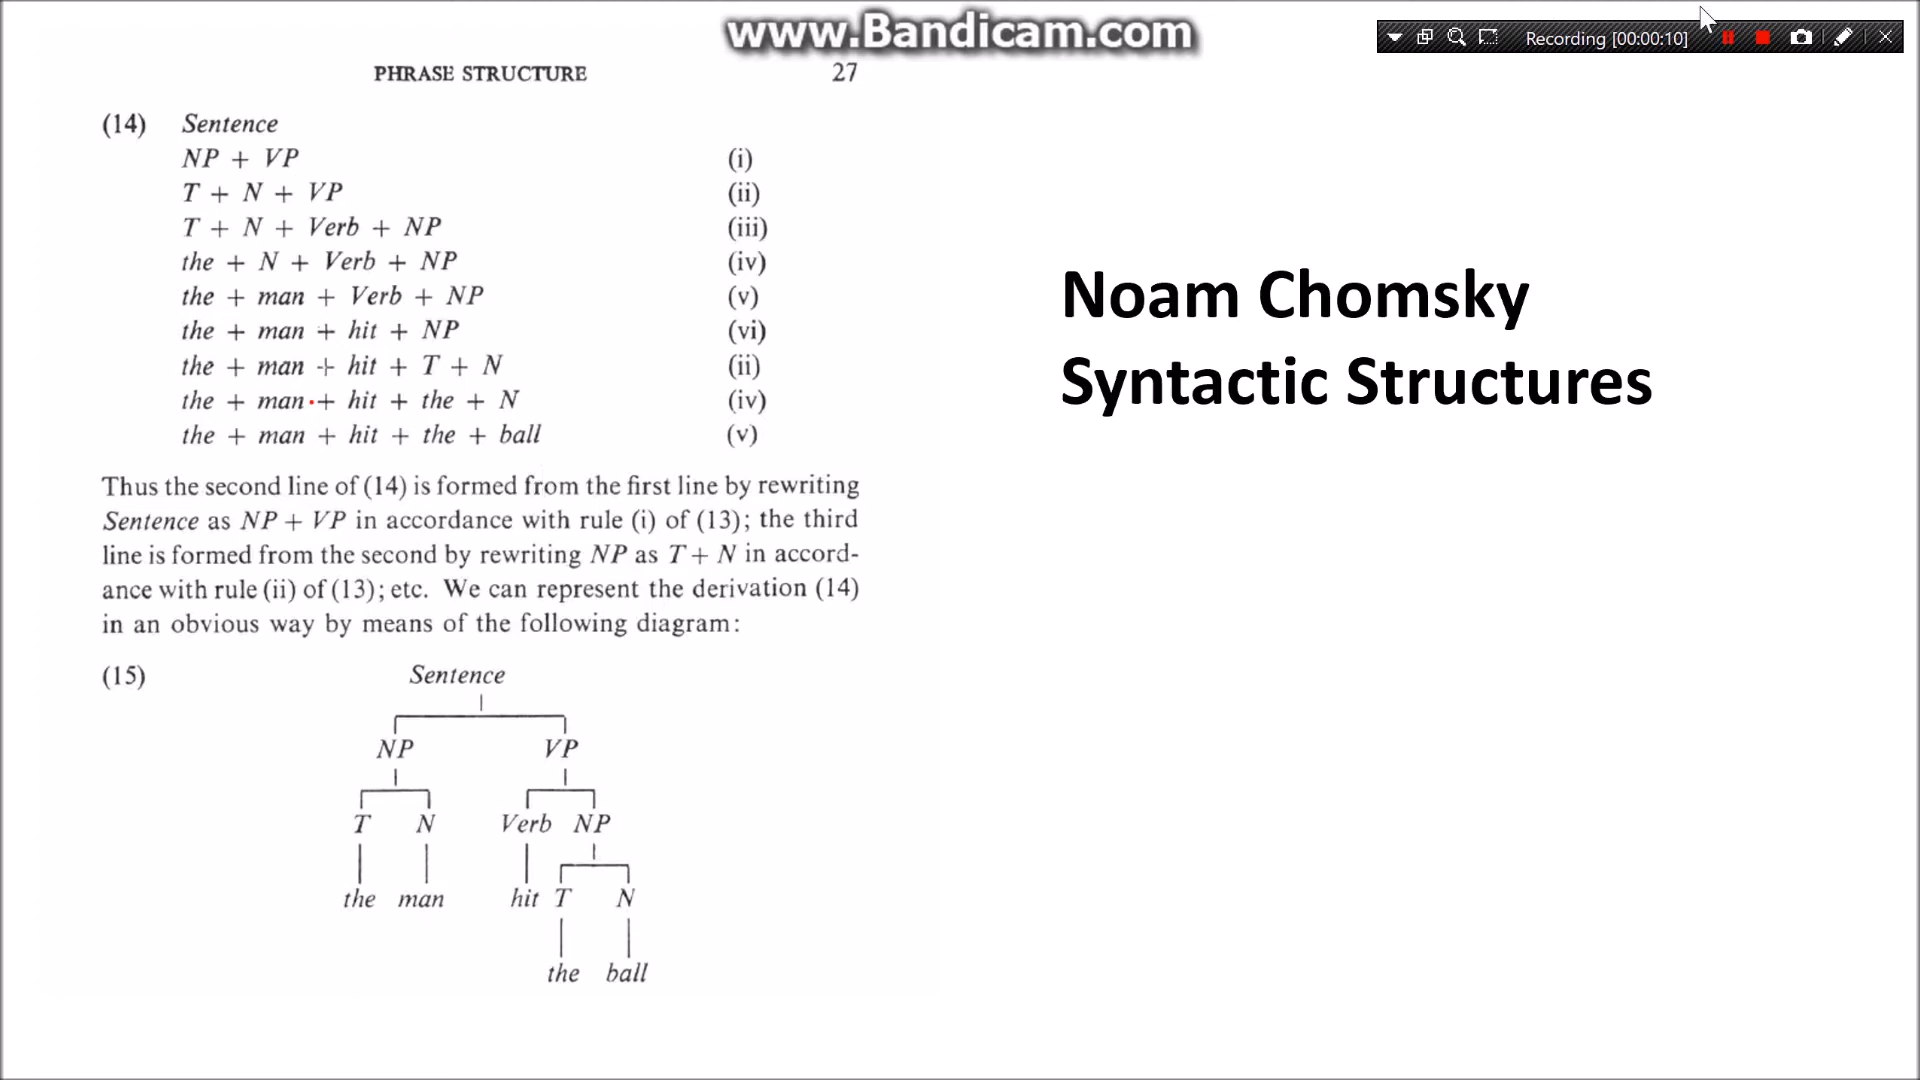 www.Bandicam.com
Recording [00:00:10]
PHRASE STRUCTURE 27
(14) Sentence
NP + VP (i)
T + N + VP (ii)
T + N + Verb + NP (iii)
the + N + Verb + NP (iv)
the + man + Verb + NP (v)
the + man + hit + NP (vi)
the + man + hit + T + N (ii)
the + man + hit + the + N (iv)
the + man + hit + the + ball (v)
Thus the second line of (14) is formed from the first line by rewriting
Sentence as NP + VP in accordance with rule (i) of (13); the third
line is formed from the second by rewriting NP as T + N in accord-
ance with rule (ii) of (13); etc. We can represent the derivation (14)
in an obvious way by means of the following diagram:
(15) Sentence
NP VP
T N Verb NP
the man hit T N
the ball
Noam Chomsky
Syntactic Structures